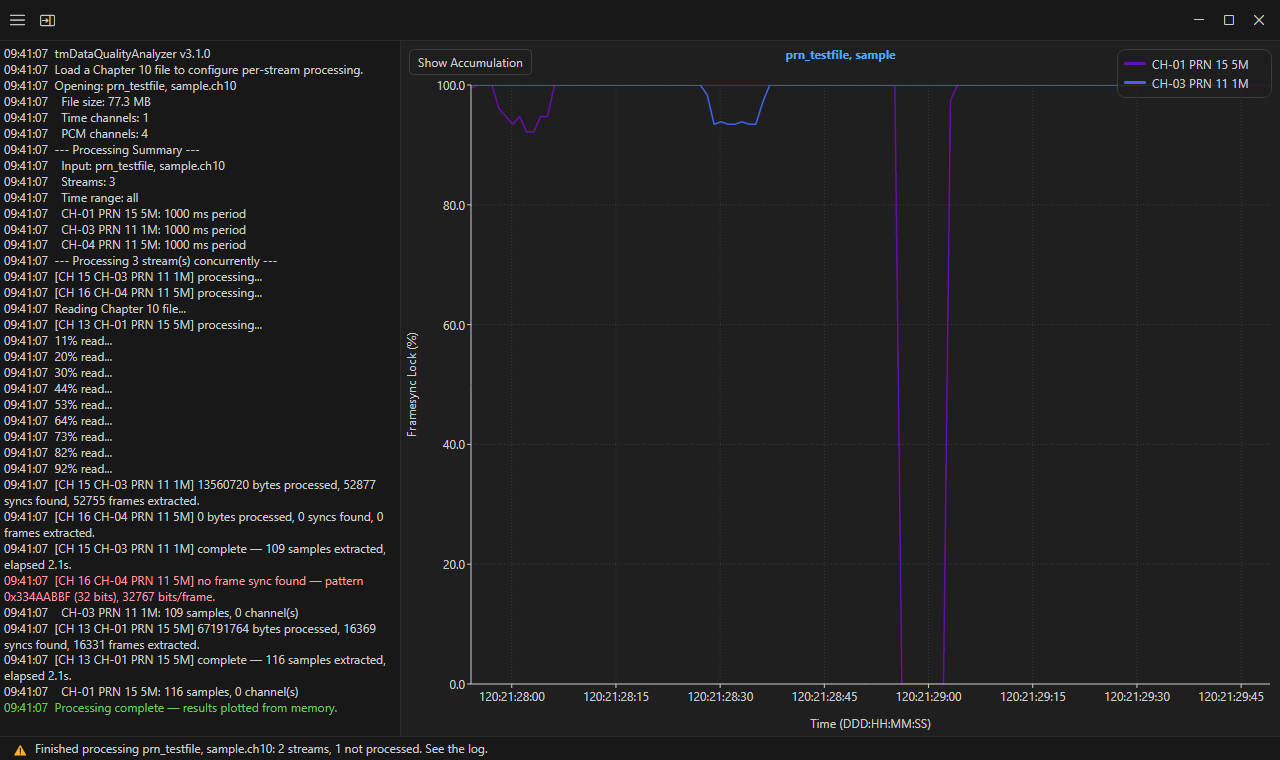 09:41:07 tmDataQualityAnalyzer v3.1.0
09:41:07 Load a Chapter 10 file to configure per-stream processing.
09:41:07 Opening: prn_testfile, sample.ch10
09:41:07 File size: 77.3 MB
09:41:07 Time channels: 1
09:41:07 PCM channels: 4
09:41:07 --- Processing Summary ---
09:41:07 Input: prn_testfile, sample.ch10
09:41:07 Streams: 3
09:41:07 Time range: all
09:41:07 CH-01 PRN 15 5M: 1000 ms period
09:41:07 CH-03 PRN 11 1M: 1000 ms period
09:41:07 CH-04 PRN 11 5M: 1000 ms period
09:41:07 --- Processing 3 stream(s) concurrently ---
09:41:07 [CH 15 CH-03 PRN 11 1M] processing...
09:41:07 [CH 16 CH-04 PRN 11 5M] processing...
09:41:07 Reading Chapter 10 file...
09:41:07 [CH 13 CH-01 PRN 15 5M] processing...
09:41:07 11% read...
09:41:07 20% read...
09:41:07 30% read...
09:41:07 44% read...
09:41:07 53% read...
09:41:07 64% read...
09:41:07 73% read...
09:41:07 82% read...
09:41:07 92% read...
09:41:07 [CH 15 CH-03 PRN 11 1M] 13560720 bytes processed, 52877
syncs found, 52755 frames extracted.
09:41:07 [CH 16 CH-04 PRN 11 5M] 0 bytes processed, 0 syncs found, 0
frames extracted.
09:41:07 [CH 15 CH-03 PRN 11 1M] complete — 109 samples extracted,
elapsed 2.1s.
09:41:07 [CH 16 CH-04 PRN 11 5M] no frame sync found — pattern
0x334AABBF (32 bits), 32767 bits/frame.
09:41:07 CH-03 PRN 11 1M: 109 samples, 0 channel(s)
09:41:07 [CH 13 CH-01 PRN 15 5M] 67191764 bytes processed, 16369
syncs found, 16331 frames extracted.
09:41:07 [CH 13 CH-01 PRN 15 5M] complete — 116 samples extracted,
elapsed 2.1s.
09:41:07 CH-01 PRN 15 5M: 116 samples, 0 channel(s)
09:41:07 Processing complete — results plotted from memory.
Show Accumulation
prn_testfile, sample
CH-01 PRN 15 5M
CH-03 PRN 11 1M
100.0
80.0
60.0
40.0
20.0
0.0
Framesync Lock (%)
120:21:28:00 120:21:28:15 120:21:28:30 120:21:28:45 120:21:29:00 120:21:29:15 120:21:29:30 120:21:29:45
Time (DDD:HH:MM:SS)
Finished processing prn_testfile, sample.ch10: 2 streams, 1 not processed. See the log.